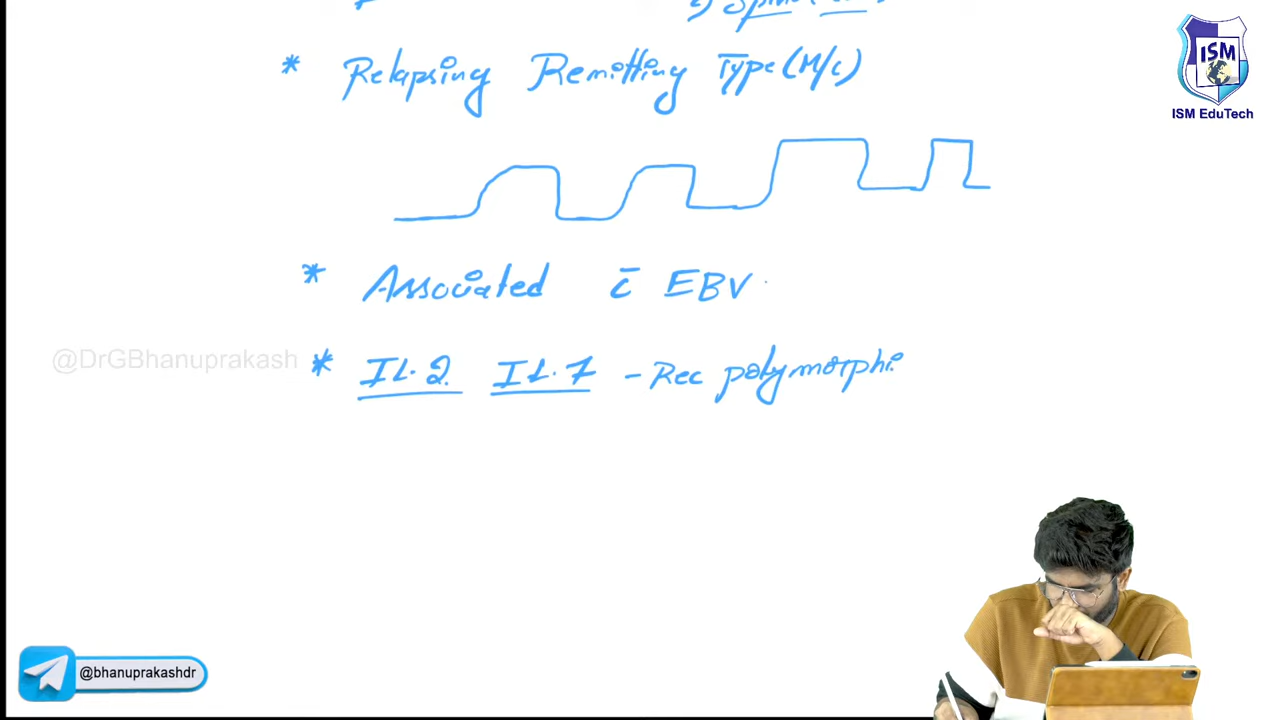 * Relapsing Remitting Type (M/c)
* Associated c̄ EBV
* IL.2 IL.7 - Rec polymorphi
@DrGBhanuprakash
@bhanuprakashdr
ISM
ISM EduTech